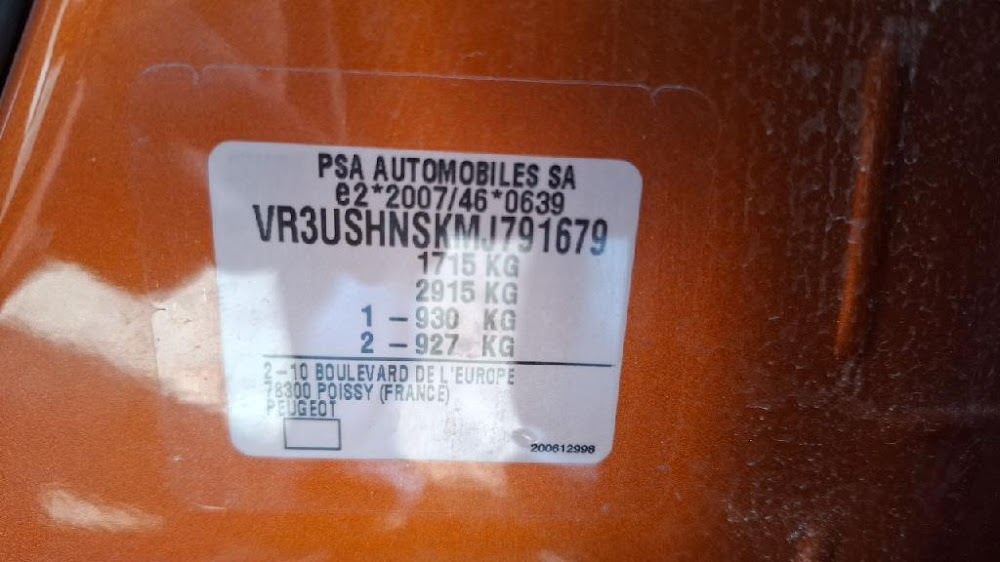 PSA AUTOMOBILES SA
e2*2007/46*0639
VR3USHNSKMJ791679
1715 KG
2915 KG
1 - 930 KG
2 - 927 KG
2-10 BOULEVARD DE L'EUROPE
78300 POISSY (FRANCE)
PEUGEOT
200612998